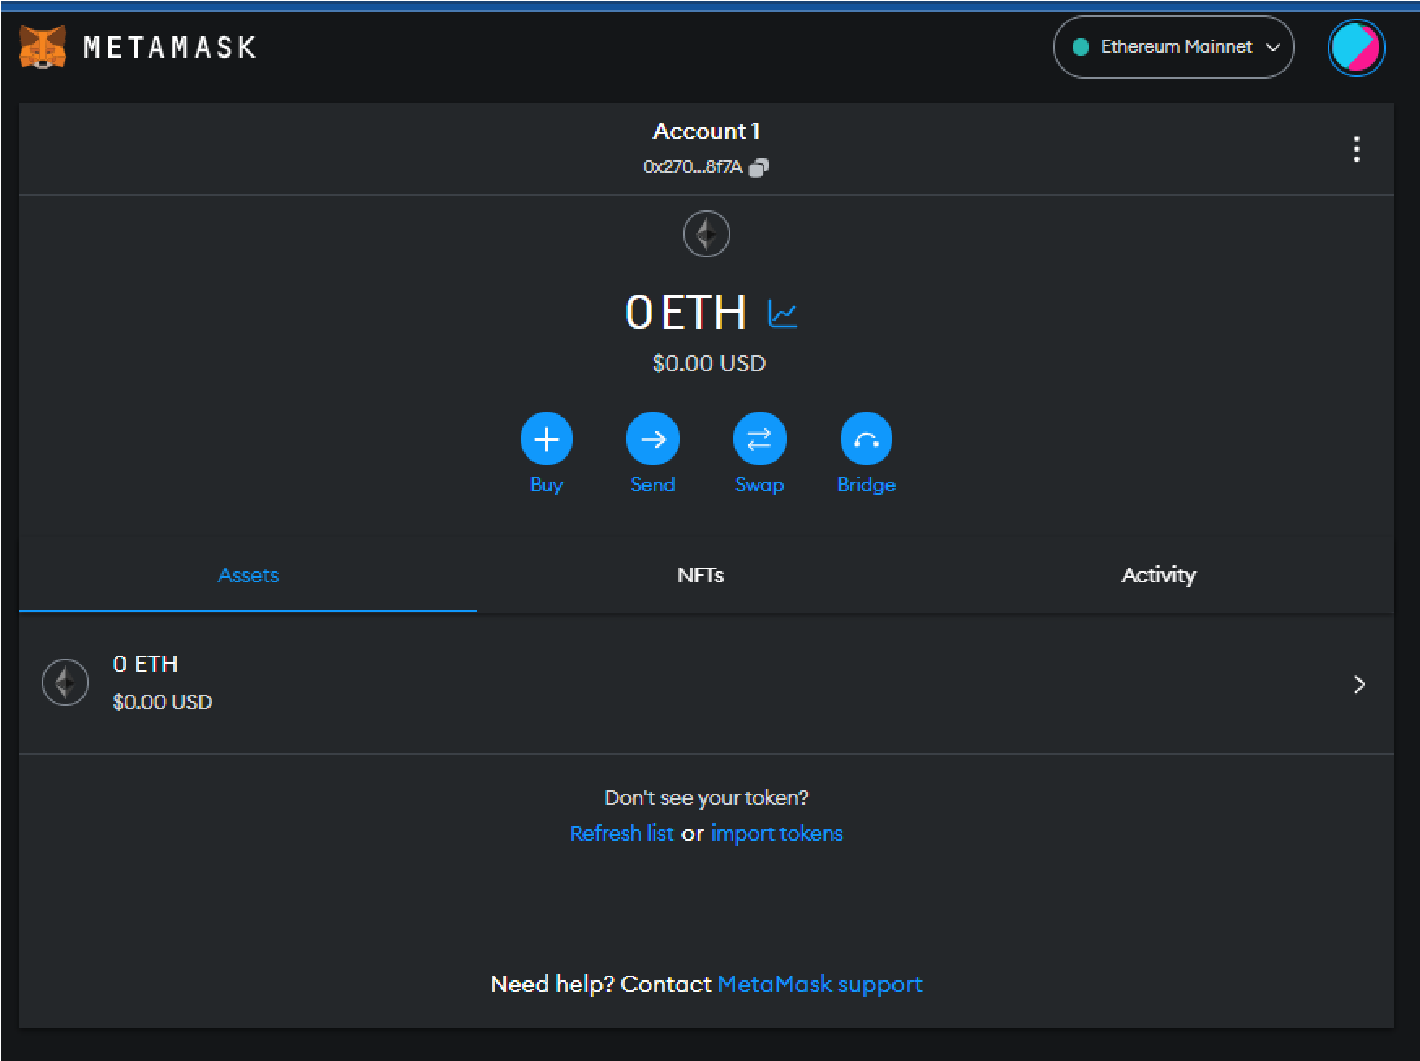 METAMASK
Ethereum Mainnet
Account 1
0x270...8f7A
0 ETH
$0.00 USD
Buy Send Swap Bridge
Assets NFTs Activity
0 ETH
$0.00 USD
Don't see your token?
Refresh list or import tokens
Need help? Contact MetaMask support